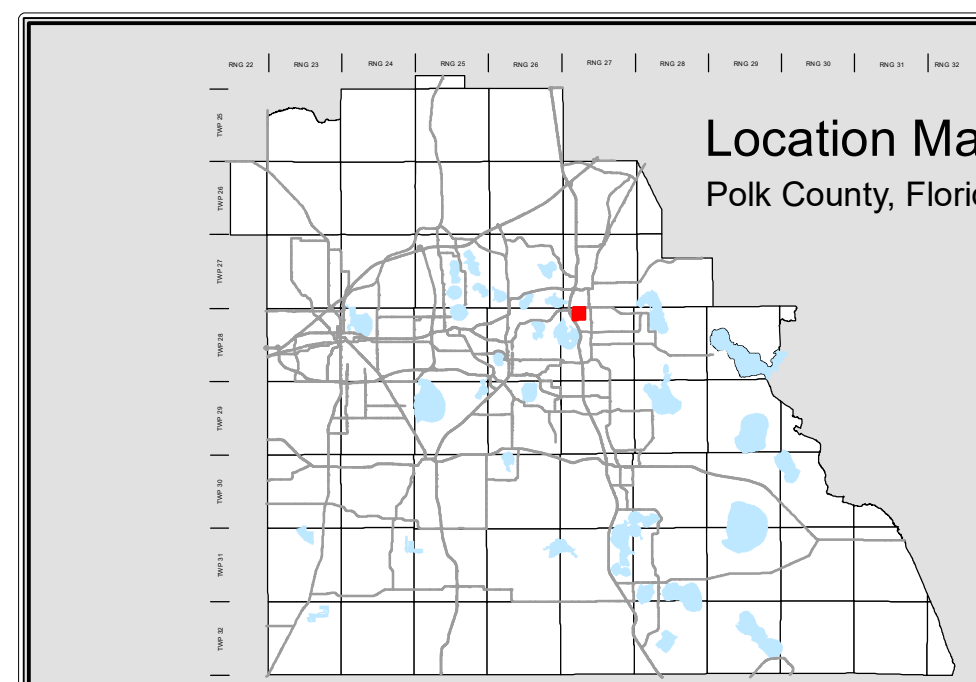 RNG 22 RNG 23 RNG 24 RNG 25 RNG 26 RNG 27 RNG 28 RNG 29 RNG 30 RNG 31 RNG 32
TWP 25
Location Ma
Polk County, Flori
TWP 26
TWP 27
TWP 28
TWP 29
TWP 30
TWP 31
TWP 32